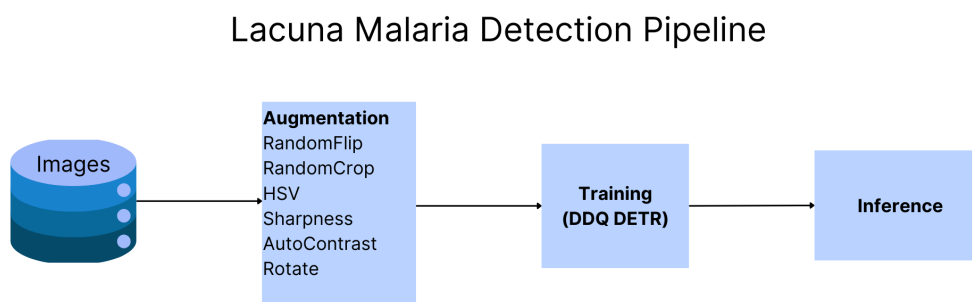 Lacuna Malaria Detection Pipeline
Images
Augmentation
RandomFlip
RandomCrop
HSV
Sharpness
AutoContrast
Rotate
Training
(DDQ DETR)
Inference